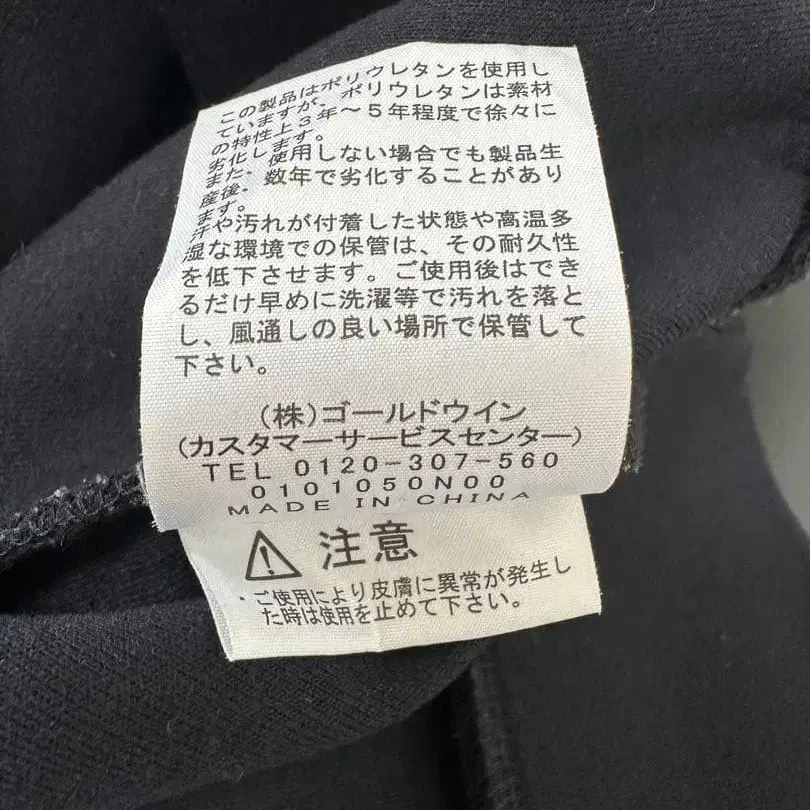 この製品はポリウレタンを使用し
ていますが、ポリウレタンは素材
の特性上3年〜5年程度で徐々に
劣化します。
また、使用しない場合でも製品生
産後、数年で劣化することがあり
ます。
汗や汚れが付着した状態や高温多
湿な環境での保管は、その耐久性
を低下させます。ご使用後はでき
るだけ早めに洗濯等で汚れを落と
し、風通しの良い場所で保管して
下さい。
(株)ゴールドウイン
(カスタマーサービスセンター)
TEL 0120-307-560
0101050N00
MADE IN CHINA
注意
・ご使用により皮膚に異常が発生し
た時は使用を止めて下さい。